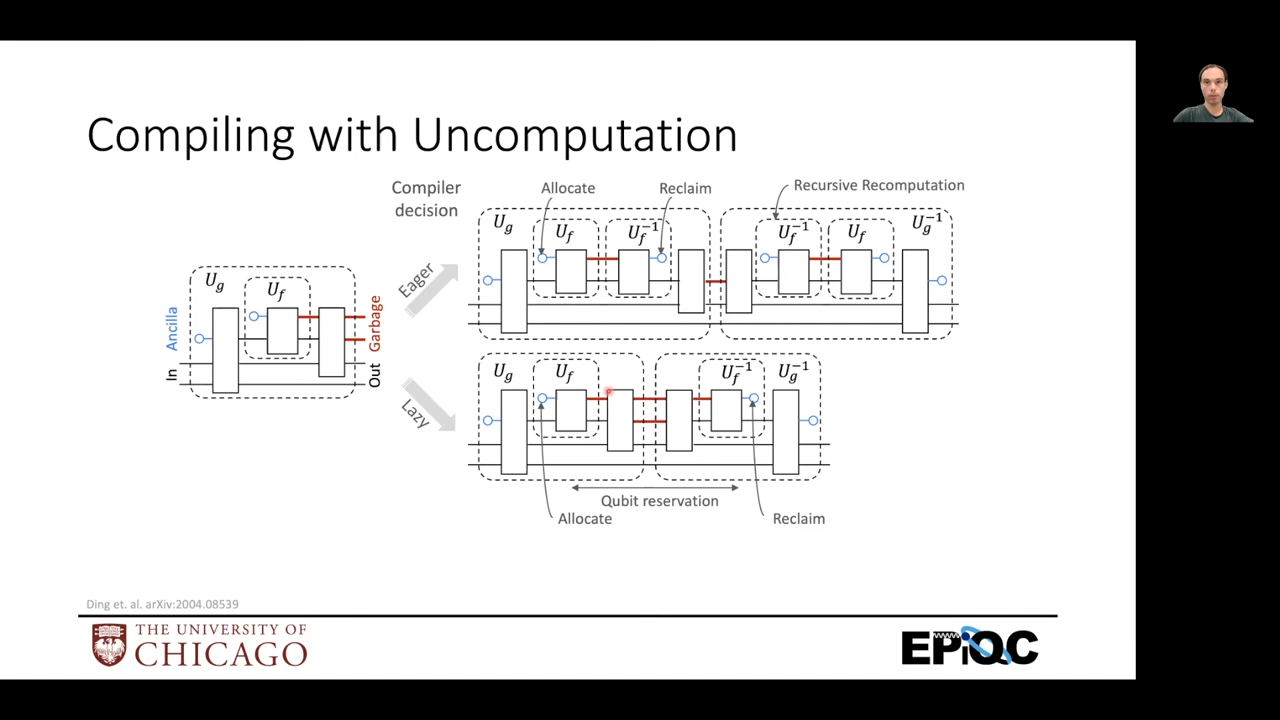 Compiling with Uncomputation
Compiler
decision
Allocate
Reclaim
Recursive Recomputation
Eager
U_g
U_f
U_f^{-1}
U_f^{-1}
U_f
U_g^{-1}
Ancilla
In
U_g
U_f
Garbage
Out
Lazy
U_g
U_f
U_f^{-1}
U_g^{-1}
Qubit reservation
Allocate
Reclaim
Ding et. al. arXiv:2004.08539
THE UNIVERSITY OF
CHICAGO
EPiQC